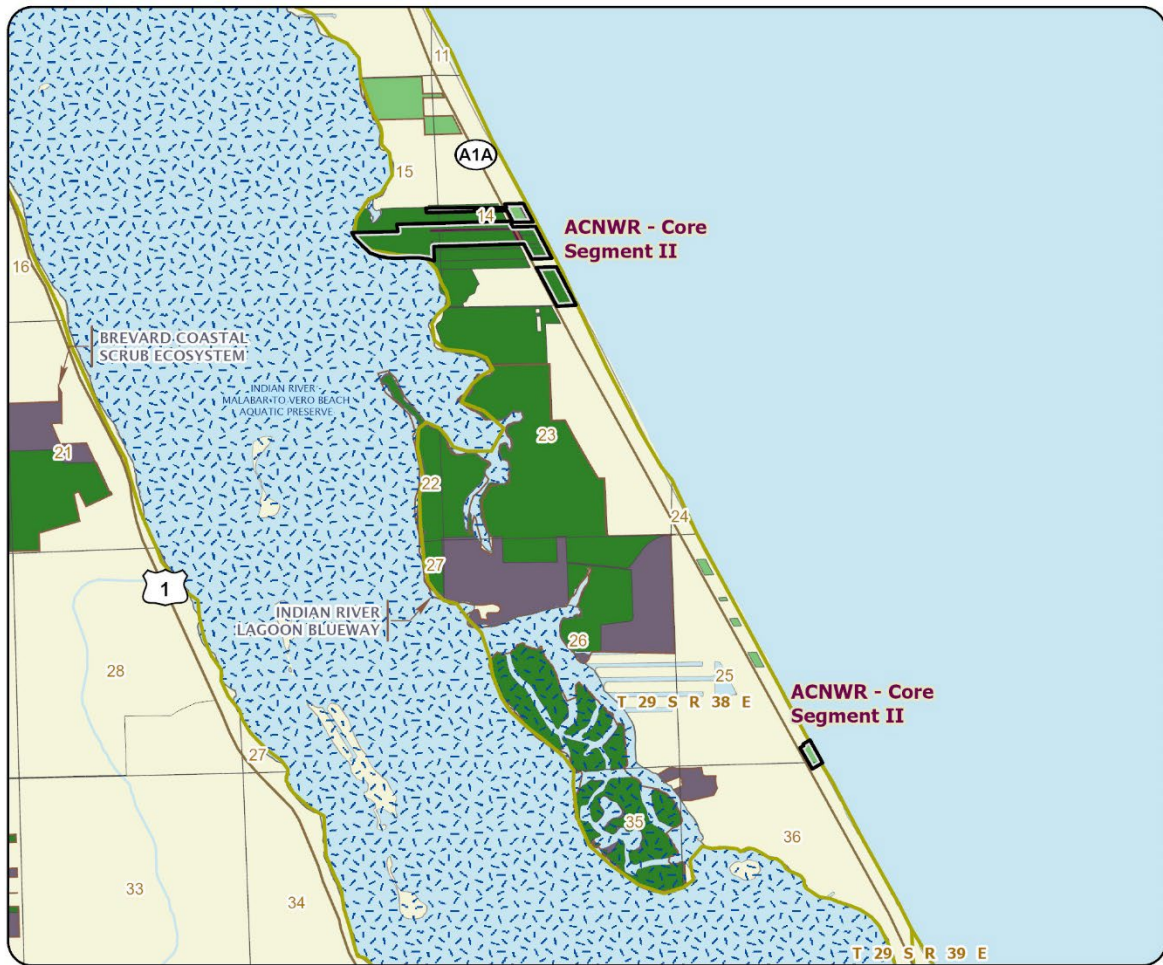 11
A1A
15
14
ACNWR - Core
Segment II
16
BREVARD COASTAL
SCRUB ECOSYSTEM
INDIAN RIVER -
MALABAR TO VERO BEACH
AQUATIC PRESERVE
21
23
22
24
27
1
INDIAN RIVER
LAGOON BLUEWAY
26
28
25
T 29 S R 38 E
ACNWR - Core
Segment II
27
35
36
33
34
T 29 S R 39 E